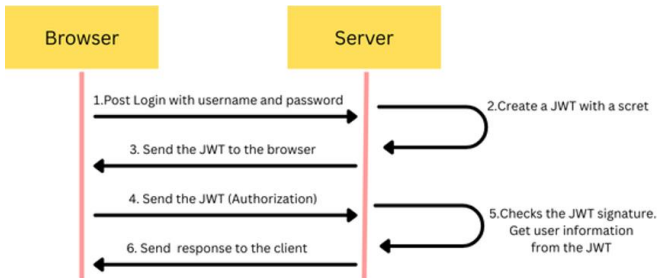 Browser
Server
1.Post Login with username and password
2.Create a JWT with a scret
3. Send the JWT to the browser
4. Send the JWT (Authorization)
5.Checks the JWT signature.
Get user information
from the JWT
6. Send response to the client